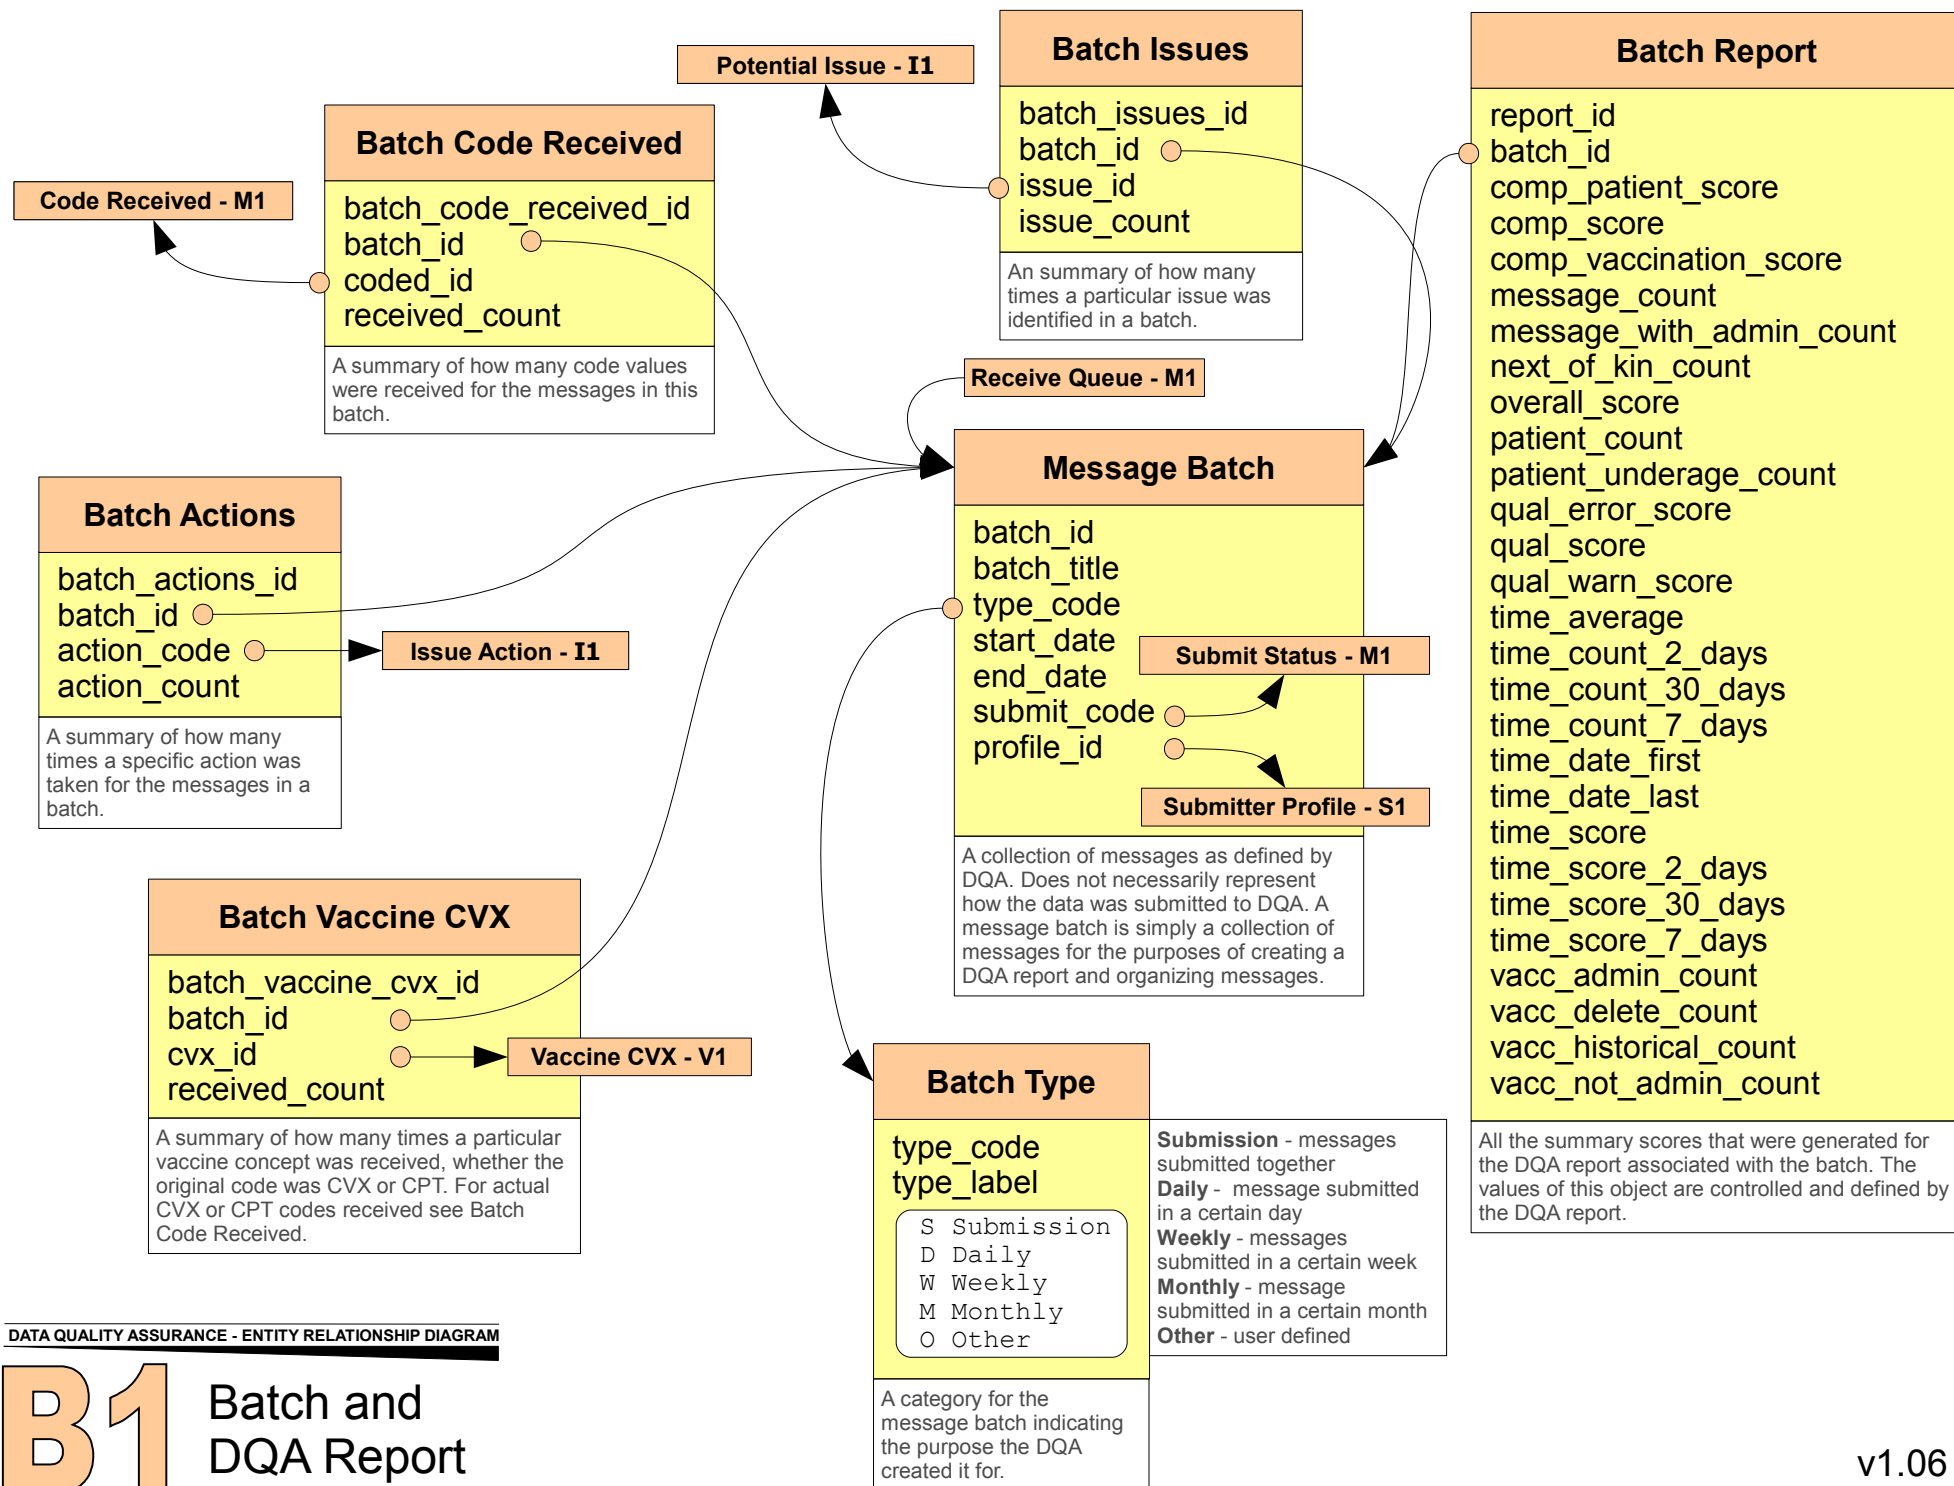 Potential Issue - I1
Batch Issues
batch_issues_id
batch_id
issue_id
issue_count
An summary of how many
times a particular issue was
identified in a batch.
Batch Report
report_id
batch_id
comp_patient_score
comp_score
comp_vaccination_score
message_count
message_with_admin_count
next_of_kin_count
overall_score
patient_count
patient_underage_count
qual_error_score
qual_score
qual_warn_score
time_average
time_count_2_days
time_count_30_days
time_count_7_days
time_date_first
time_date_last
time_score
time_score_2_days
time_score_30_days
time_score_7_days
vacc_admin_count
vacc_delete_count
vacc_historical_count
vacc_not_admin_count
All the summary scores that were generated for
the DQA report associated with the batch. The
values of this object are controlled and defined by
the DQA report.
Batch Code Received
batch_code_received_id
batch_id
coded_id
received_count
A summary of how many code values
were received for the messages in this
batch.
Code Received - M1
Receive Queue - M1
Message Batch
batch_id
batch_title
type_code
start_date
end_date
submit_code
profile_id
Submit Status - M1
Submitter Profile - S1
A collection of messages as defined by
DQA. Does not necessarily represent
how the data was submitted to DQA. A
message batch is simply a collection of
messages for the purposes of creating a
DQA report and organizing messages.
Batch Actions
batch_actions_id
batch_id
action_code
action_count
Issue Action - I1
A summary of how many
times a specific action was
taken for the messages in a
batch.
Batch Vaccine CVX
batch_vaccine_cvx_id
batch_id
cvx_id
received_count
Vaccine CVX - V1
A summary of how many times a particular
vaccine concept was received, whether the
original code was CVX or CPT. For actual
CVX or CPT codes received see Batch
Code Received.
Batch Type
type_code
type_label
S Submission
D Daily
W Weekly
M Monthly
O Other
A category for the
message batch indicating
the purpose the DQA
created it for.
Submission - messages
submitted together
Daily - message submitted
in a certain day
Weekly - messages
submitted in a certain week
Monthly - message
submitted in a certain month
Other - user defined
DATA QUALITY ASSURANCE - ENTITY RELATIONSHIP DIAGRAM
B1
Batch and
DQA Report
v1.06